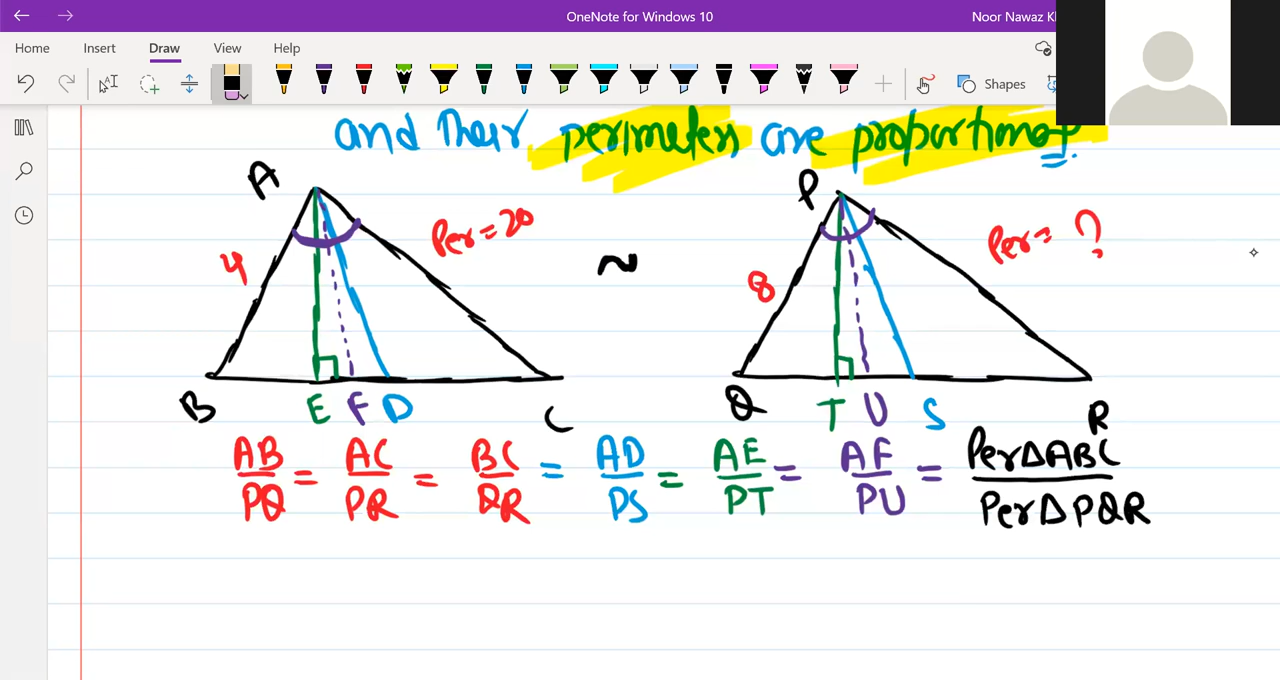 OneNote for Windows 10
Noor Nawaz
Home Insert Draw View Help
Shapes
and their perimeters are proportional.
A P
Per = 20 Per = ?
4 ~ 8
B E F D C Q T U S R
AB/PQ = AC/PR = BC/QR = AD/PS = AE/PT = AF/PU = Per Δ ABC/Per Δ PQR